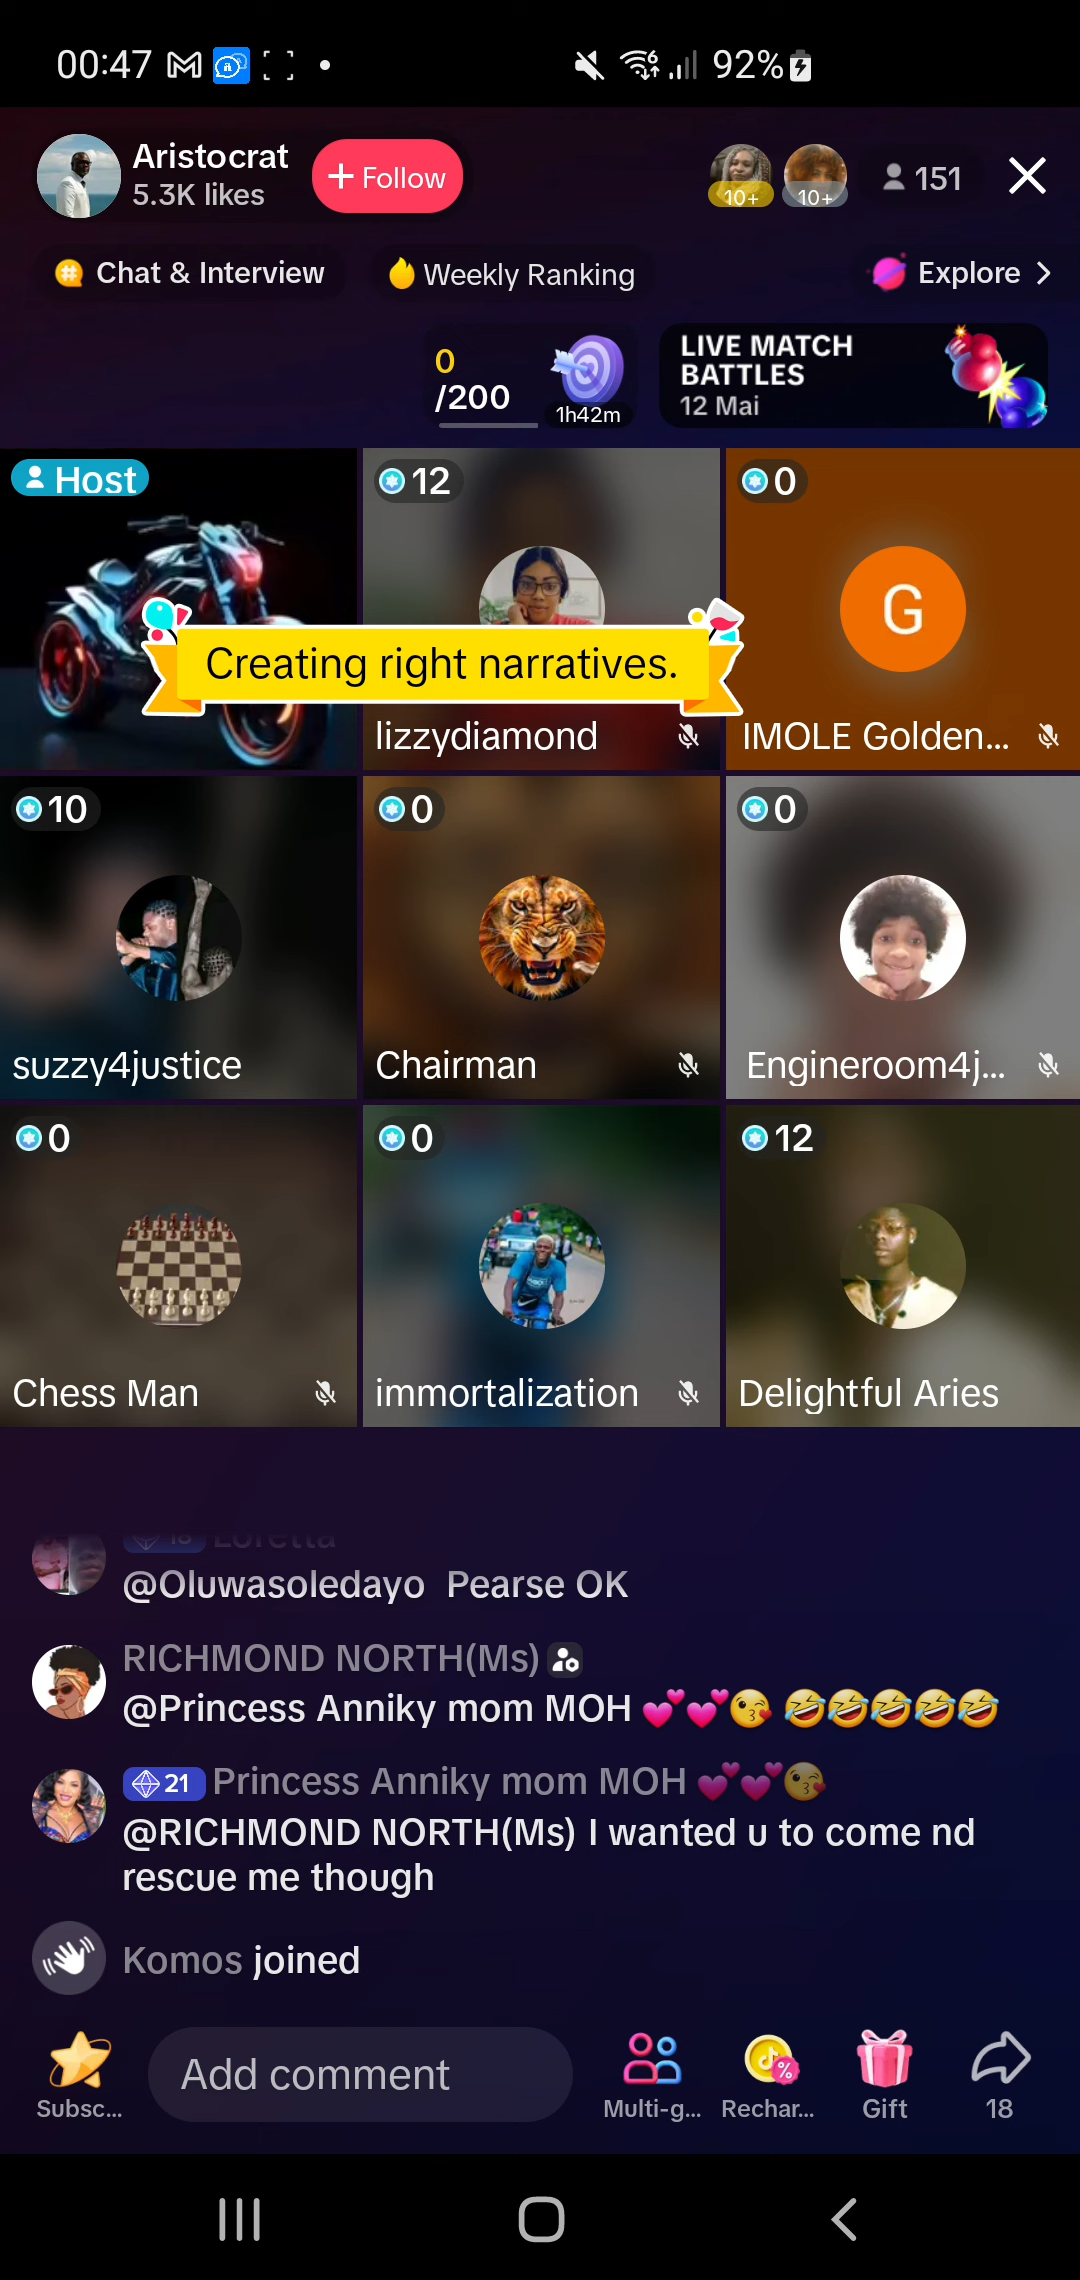 00:47
92%
Aristocrat
5.3K likes
+ Follow
10+
10+
151
Chat & Interview
Weekly Ranking
Explore
0
/200
1h42m
LIVE MATCH
BATTLES
12 Mai
Host
12
0
Creating right narratives.
G
lizzydiamond
IMOLE Golden...
10
0
0
suzzy4justice
Chairman
Engineroom4j...
0
0
12
Chess Man
immortalization
Delightful Aries
18 Loretta
@Oluwasoledayo Pearse OK
RICHMOND NORTH(Ms)
@Princess Anniky mom MOH 💕💕😘 🤣🤣🤣🤣🤣
21 Princess Anniky mom MOH 💕💕😘
@RICHMOND NORTH(Ms) I wanted u to come nd
rescue me though
Komos joined
Add comment
Subsc...
Multi-g...
Rechar...
Gift
18